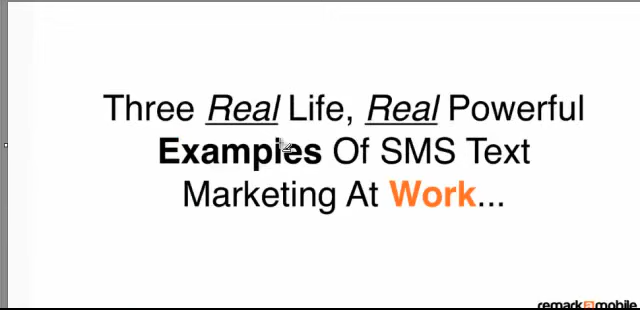 Three Real Life, Real Powerful
Examples Of SMS Text
Marketing At Work...
remark a mobile